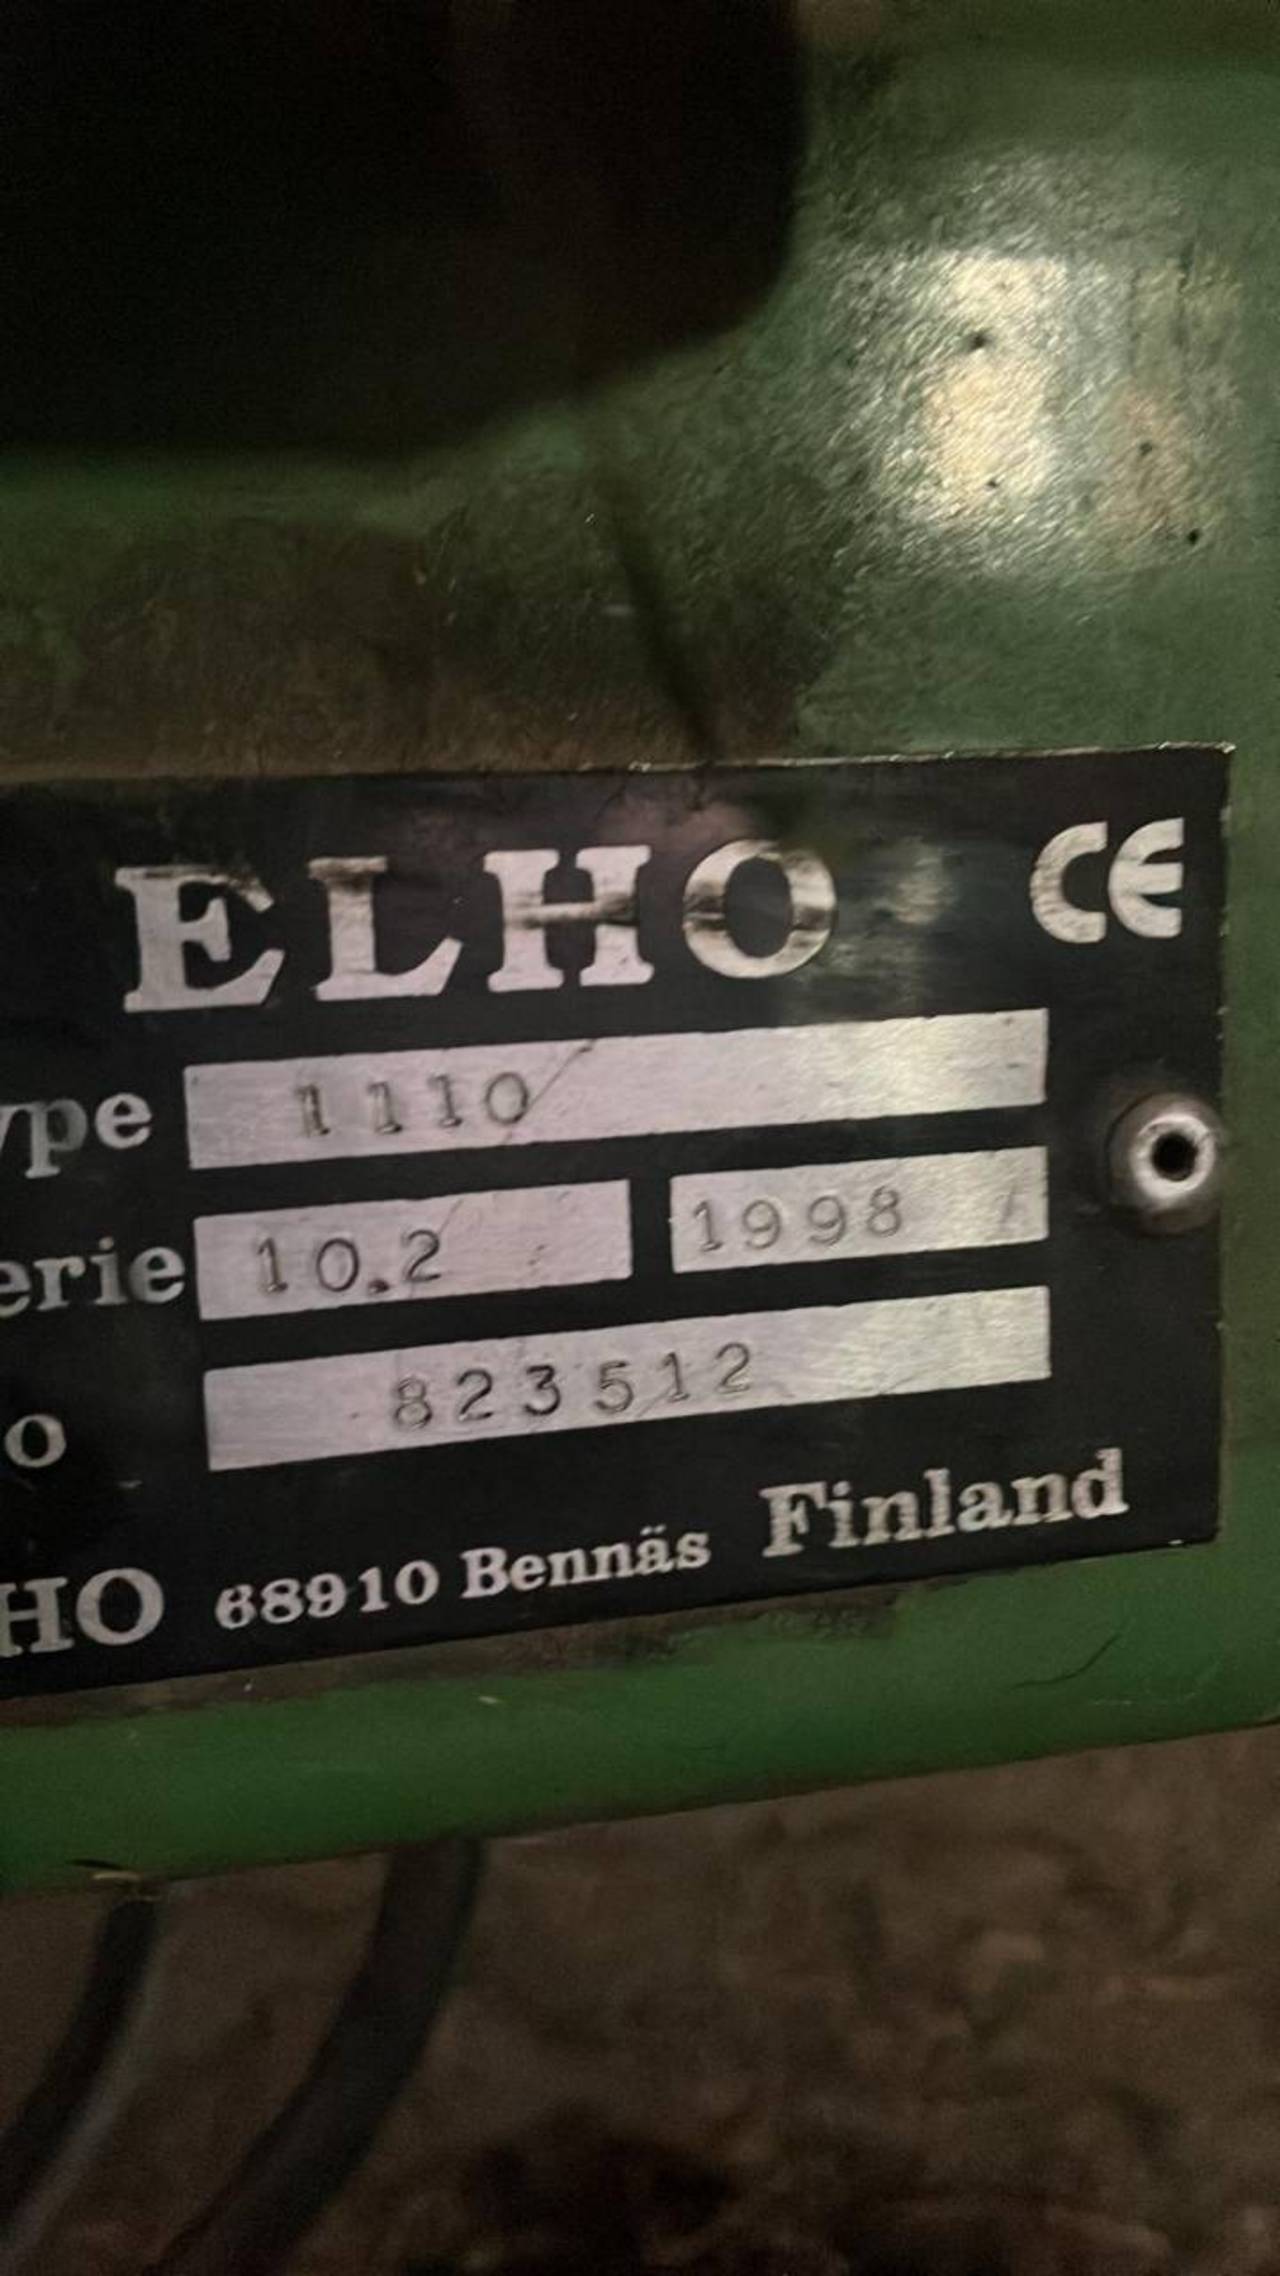 ELHO CE
ype 1110
erie 10.2 1998
o 823512
HO 68910 Bennäs Finland